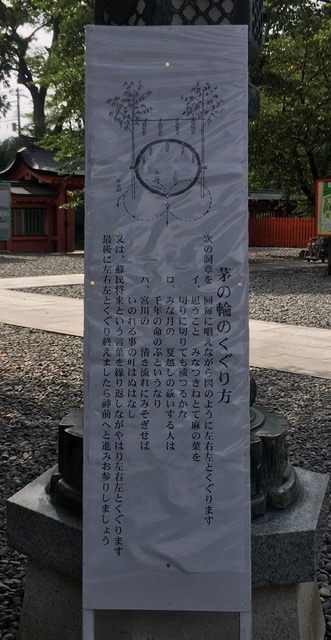 茅の輪のくぐり方
次の詞章を一回毎に唱えながら図のように左右左とくぐります
イ、思うこと　みなつきねとて麻の葉を
切りに切りても　祓つるかな
ロ、みな月の　夏越しの祓いする人は
千年の命のぶというなり
ハ、宮川の　清き流れにみそぎせば
いのれる事の叶はぬはなし
又は、蘇民将来という言葉を繰り返しながらやはり左右左とくぐります
最後に左右左とくぐり終えましたら神前へと進みお参りしましょう